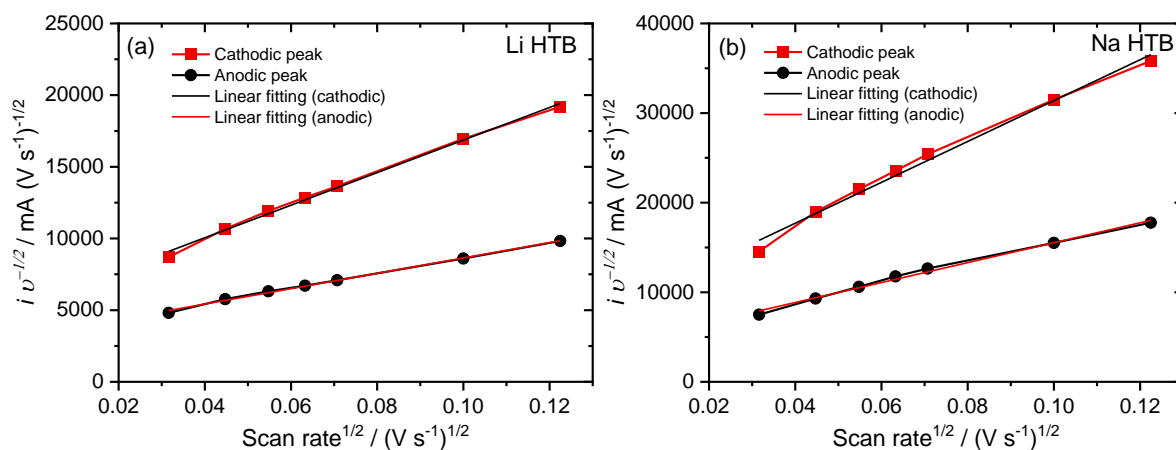 (a)
Li HTB
Cathodic peak
Anodic peak
Linear fitting (cathodic)
Linear fitting (anodic)
25000
20000
15000
10000
5000
0
i υ⁻¹/² / mA (V s⁻¹)⁻¹/²
0.02 0.04 0.06 0.08 0.10 0.12
Scan rate¹/² / (V s⁻¹)¹/²
(b)
Na HTB
Cathodic peak
Anodic peak
Linear fitting (cathodic)
Linear fitting (anodic)
40000
30000
20000
10000
0
i υ⁻¹/² / mA (V s⁻¹)⁻¹/²
0.02 0.04 0.06 0.08 0.10 0.12
Scan rate¹/² / (V s⁻¹)¹/²